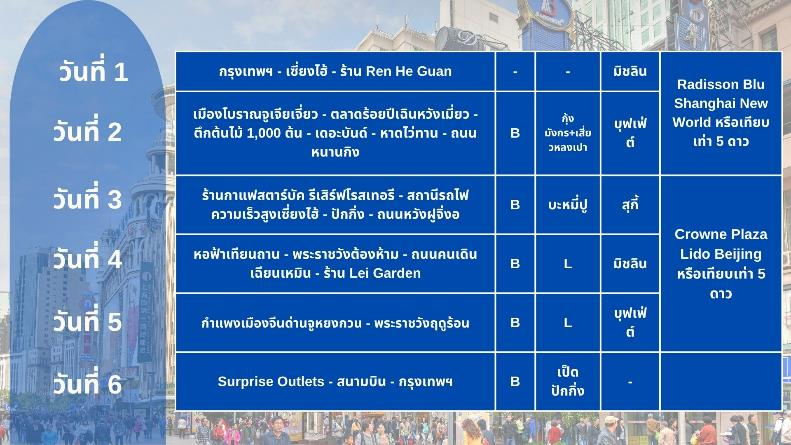 วันที่ 1
กรุงเทพฯ - เซี่ยงไฮ้ - ร้าน Ren He Guan
-
-
มิชลิน
Radisson Blu
Shanghai New
World หรือเทียบ
เท่า 5 ดาว
วันที่ 2
เมืองโบราณจูเจียเจี่ยว - ตลาดร้อยปีเฉินหวังเมี่ยว -
ตึกต้นไม้ 1,000 ต้น - เดอะบันด์ - หาดไว่ทาน - ถนน
หนานกิง
B
กุ้ง
มังกร+เสี่ย
วหลงเปา
บุฟเฟ่
ต์
วันที่ 3
ร้านกาแฟสตาร์บัค รีเสิร์ฟโรสเทอรี - สถานีรถไฟ
ความเร็วสูงเซี่ยงไฮ้ - ปักกิ่ง - ถนนหวังฝูจิ่งอ
B
บะหมี่ปู
สุกี้
Crowne Plaza
Lido Beijing
หรือเทียบเท่า 5
ดาว
วันที่ 4
หอฟ้าเทียนถาน - พระราชวังต้องห้าม - ถนนคนเดิน
เฉียนเหมิน - ร้าน Lei Garden
B
L
มิชลิน
วันที่ 5
กำแพงเมืองจีนด่านจูหยงกวน - พระราชวังฤดูร้อน
B
L
บุฟเฟ่
ต์
วันที่ 6
Surprise Outlets - สนามบิน - กรุงเทพฯ
B
เป็ด
ปักกิ่ง
-